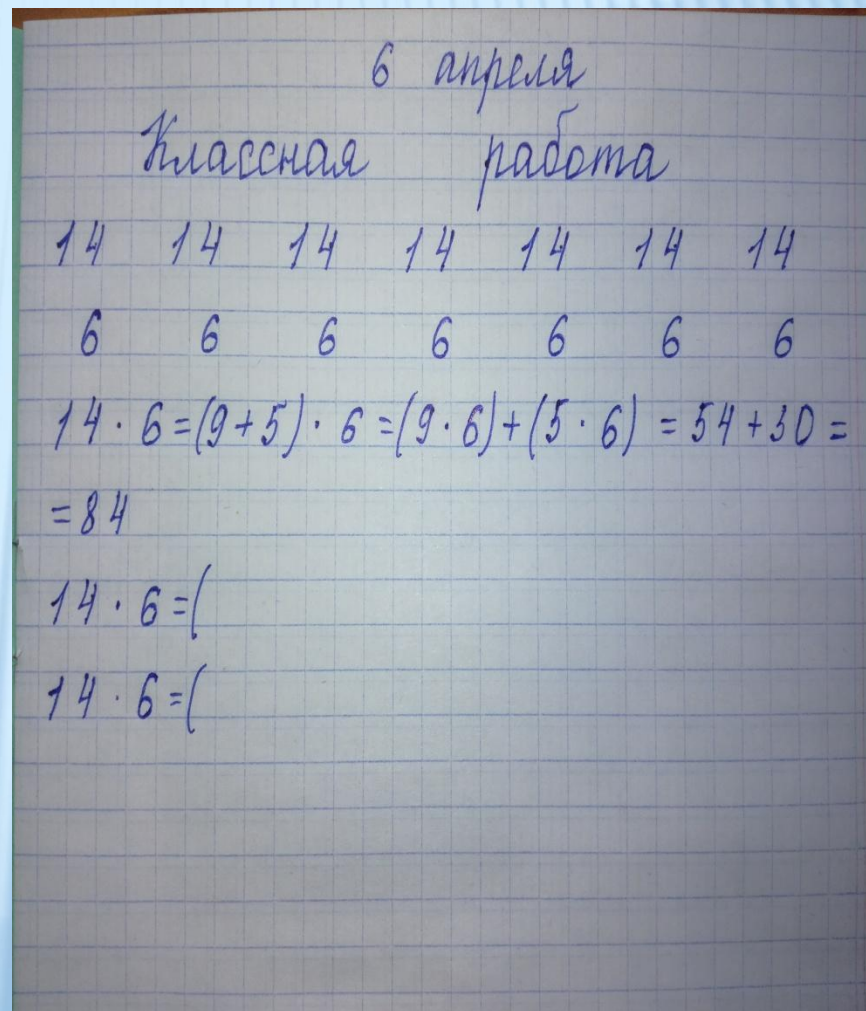 6 апреля
Классная работа
14 14 14 14 14 14 14
6 6 6 6 6 6 6
14 · 6 = (9 + 5) · 6 = (9 · 6) + (5 · 6) = 54 + 30 =
= 84
14 · 6 = (
14 · 6 = (